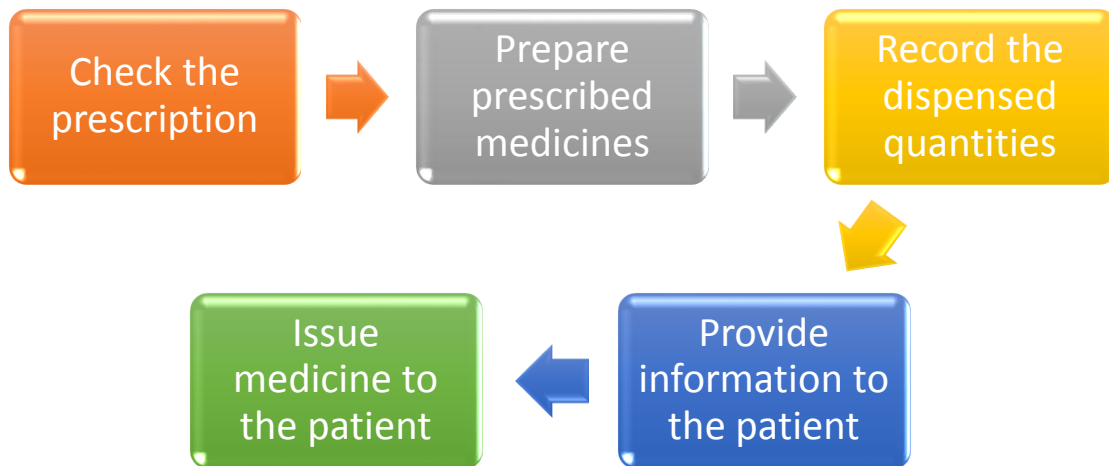 Check the
prescription
Prepare
prescribed
medicines
Record the
dispensed
quantities
Provide
information to
the patient
Issue
medicine to
the patient